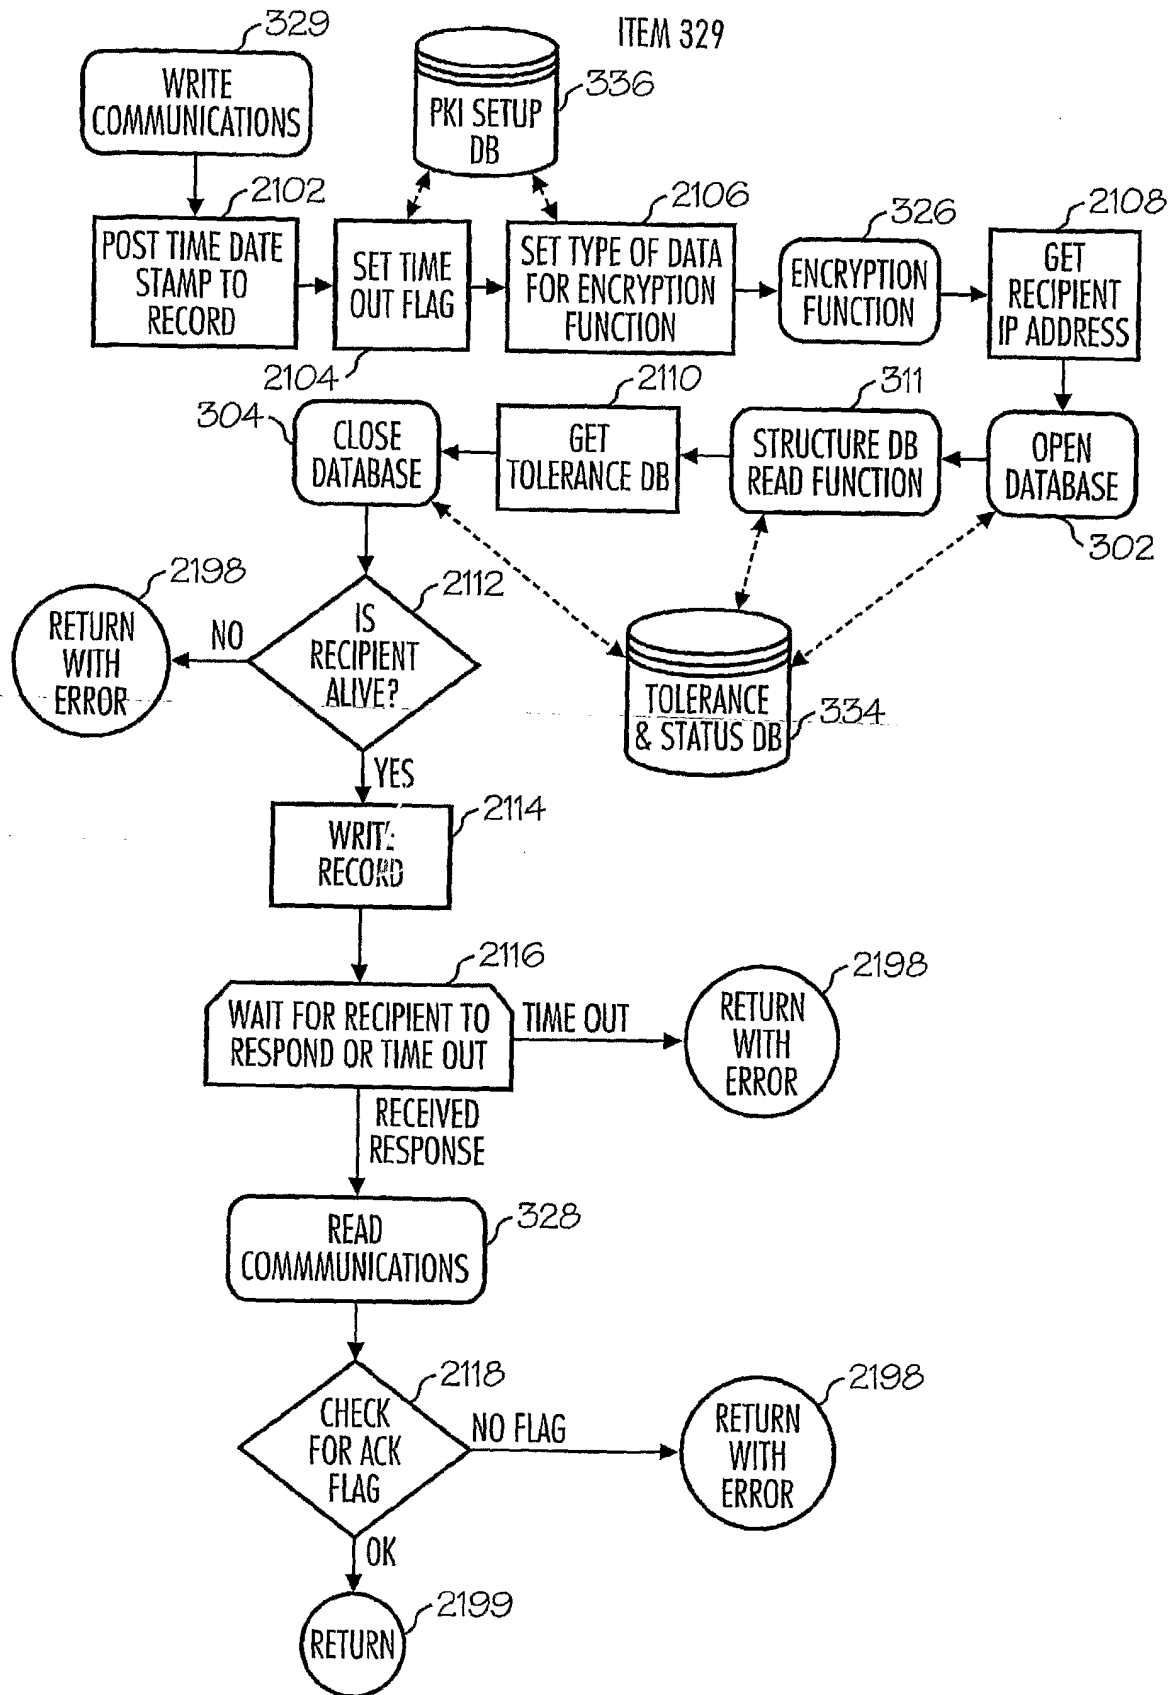 ITEM 329
329
WRITE
COMMUNICATIONS
336
PKI SETUP
DB
2102
POST TIME DATE
STAMP TO
RECORD
SET TIME
OUT FLAG
2104
2106
SET TYPE OF DATA
FOR ENCRYPTION
FUNCTION
326
ENCRYPTION
FUNCTION
2108
GET
RECIPIENT
IP ADDRESS
304
CLOSE
DATABASE
2110
GET
TOLERANCE DB
311
STRUCTURE DB
READ FUNCTION
OPEN
DATABASE
302
2198
RETURN
WITH
ERROR
NO
2112
IS
RECIPIENT
ALIVE?
TOLERANCE
& STATUS DB
334
YES
2114
WRITE
RECORD
2116
WAIT FOR RECIPIENT TO
RESPOND OR TIME OUT
TIME OUT
2198
RETURN
WITH
ERROR
RECEIVED
RESPONSE
328
READ
COMMMUNICATIONS
2118
CHECK
FOR ACK
FLAG
NO FLAG
2198
RETURN
WITH
ERROR
OK
2199
RETURN